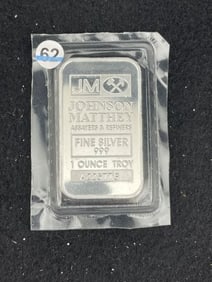 62
JM
JOHNSON
MATTHEY
ASSAYERS & REFINERS
FINE SILVER
999
1 OUNCE TROY